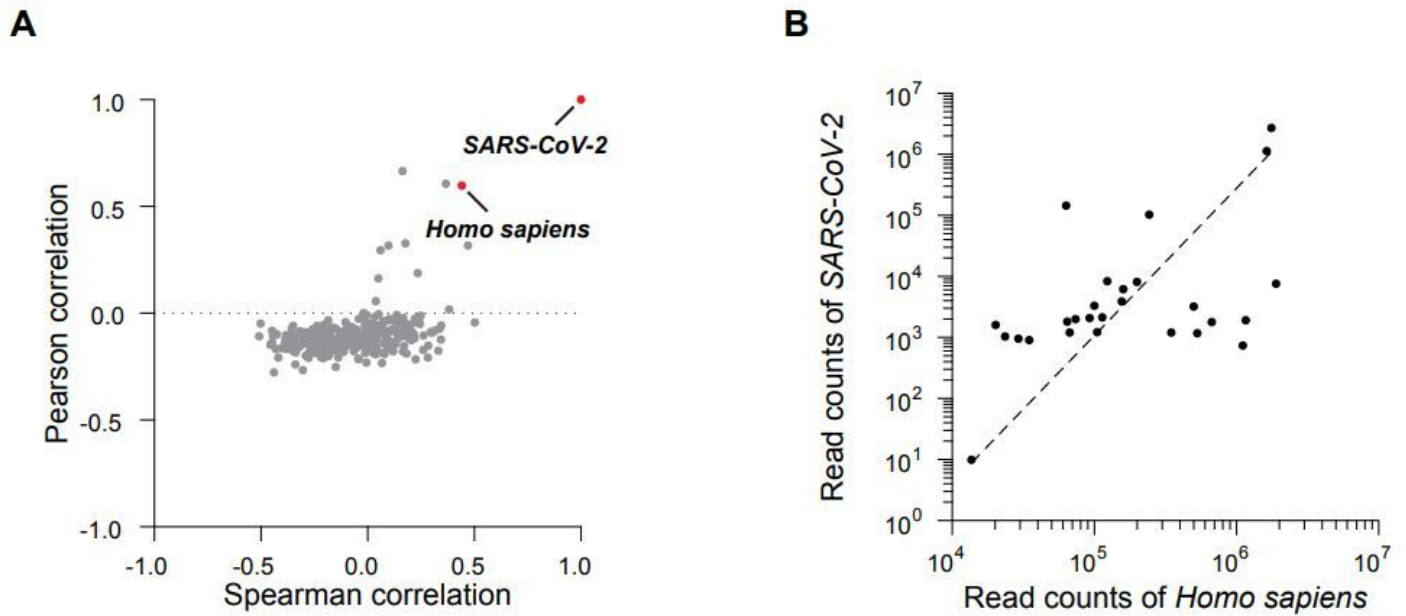 A
Pearson correlation
1.0
0.5
0.0
-0.5
-1.0
SARS-CoV-2
Homo sapiens
-1.0 -0.5 0.0 0.5 1.0
Spearman correlation
B
Read counts of SARS-CoV-2
10⁷
10⁶
10⁵
10⁴
10³
10²
10¹
10⁰
10⁴ 10⁵ 10⁶ 10⁷
Read counts of Homo sapiens